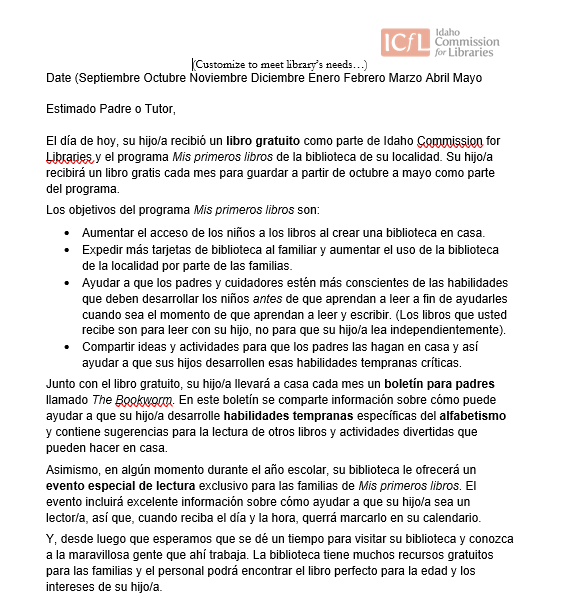 ICfL Idaho
Commission
for Libraries
(Customize to meet library's needs…)
Date (Septiembre Octubre Noviembre Diciembre Enero Febrero Marzo Abril Mayo
Estimado Padre o Tutor,
El día de hoy, su hijo/a recibió un libro gratuito como parte de Idaho Commission for
Libraries y el programa Mis primeros libros de la biblioteca de su localidad. Su hijo/a
recibirá un libro gratis cada mes para guardar a partir de octubre a mayo como parte
del programa.
Los objetivos del programa Mis primeros libros son:
• Aumentar el acceso de los niños a los libros al crear una biblioteca en casa.
• Expedir más tarjetas de biblioteca al familiar y aumentar el uso de la biblioteca
de la localidad por parte de las familias.
• Ayudar a que los padres y cuidadores estén más conscientes de las habilidades
que deben desarrollar los niños antes de que aprendan a leer a fin de ayudarles
cuando sea el momento de que aprendan a leer y escribir. (Los libros que usted
recibe son para leer con su hijo, no para que su hijo/a lea independientemente).
• Compartir ideas y actividades para que los padres las hagan en casa y así
ayudar a que sus hijos desarrollen esas habilidades tempranas críticas.
Junto con el libro gratuito, su hijo/a llevará a casa cada mes un boletín para padres
llamado The Bookworm. En este boletín se comparte información sobre cómo puede
ayudar a que su hijo/a desarrolle habilidades tempranas específicas del alfabetismo
y contiene sugerencias para la lectura de otros libros y actividades divertidas que
pueden hacer en casa.
Asimismo, en algún momento durante el año escolar, su biblioteca le ofrecerá un
evento especial de lectura exclusivo para las familias de Mis primeros libros. El
evento incluirá excelente información sobre cómo ayudar a que su hijo/a sea un
lector/a, así que, cuando reciba el día y la hora, querrá marcarlo en su calendario.
Y, desde luego que esperamos que se dé un tiempo para visitar su biblioteca y conozca
a la maravillosa gente que ahí trabaja. La biblioteca tiene muchos recursos gratuitos
para las familias y el personal podrá encontrar el libro perfecto para la edad y los
intereses de su hijo/a.